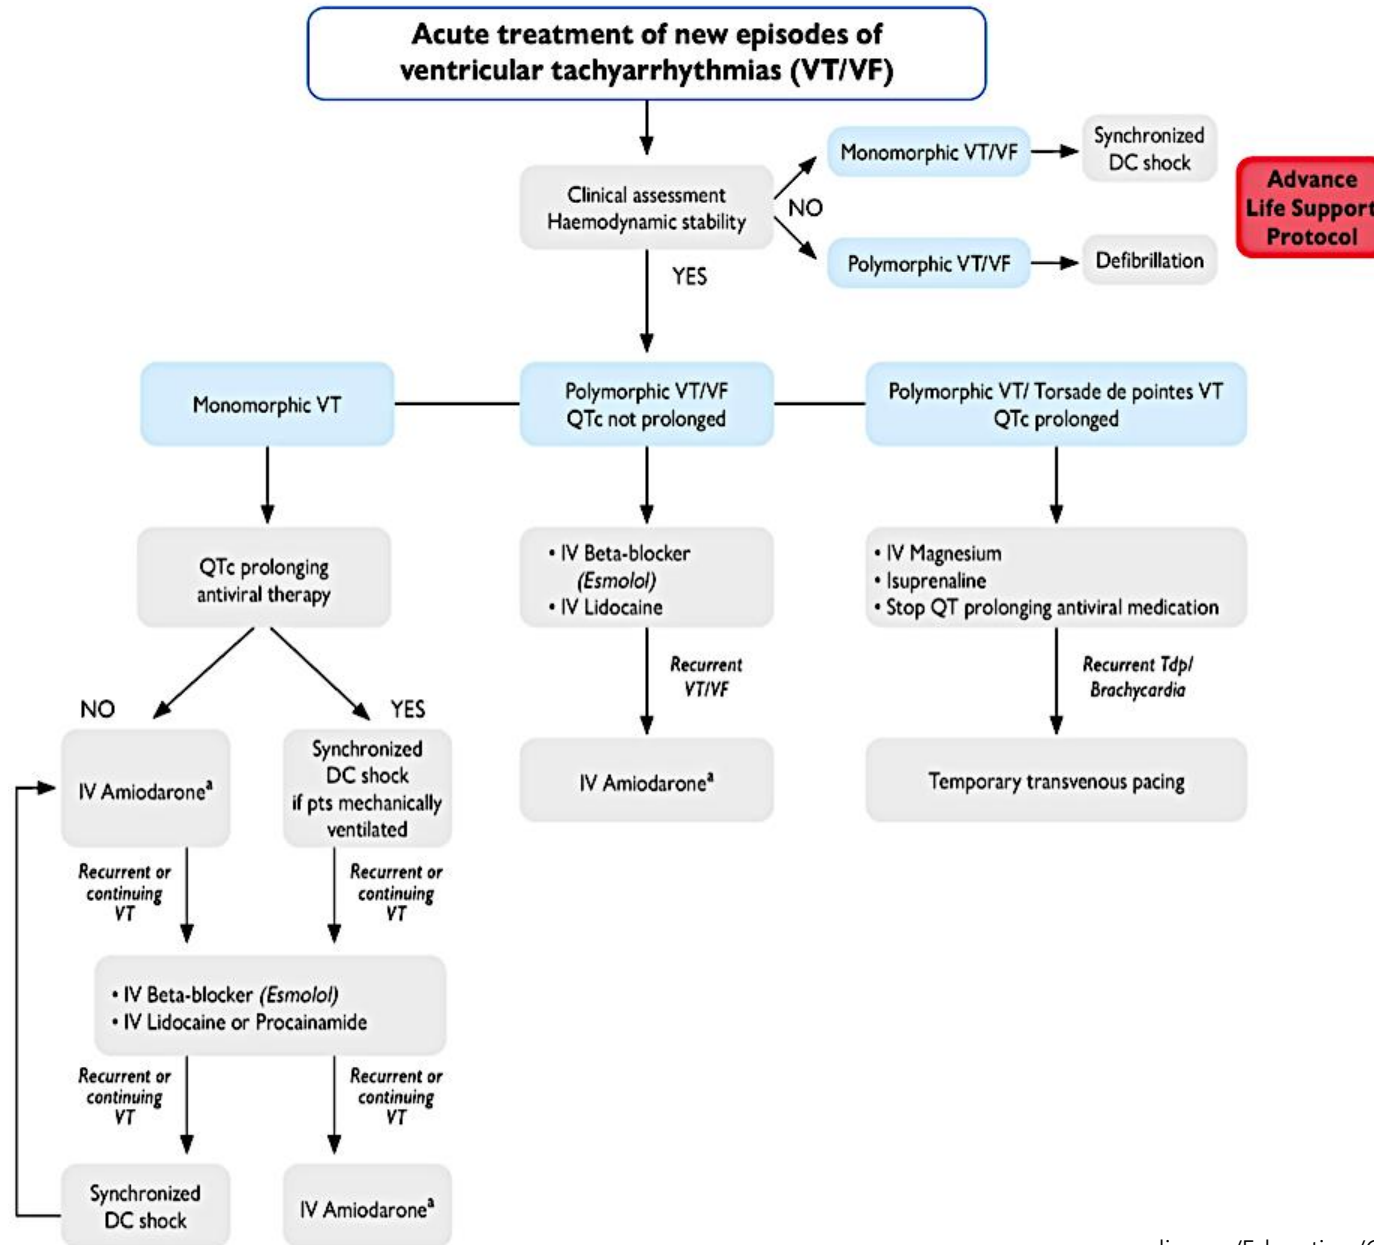 Acute treatment of new episodes of
ventricular tachyarrhythmias (VT/VF)
Monomorphic VT/VF
Synchronized
DC shock
Advance
Life Support
Protocol
Clinical assessment
Haemodynamic stability
NO
Polymorphic VT/VF
Defibrillation
YES
Monomorphic VT
Polymorphic VT/VF
QTc not prolonged
Polymorphic VT/ Torsade de pointes VT
QTc prolonged
QTc prolonging
antiviral therapy
• IV Beta-blocker
(Esmolol)
• IV Lidocaine
• IV Magnesium
• Isuprenaline
• Stop QT prolonging antiviral medication
Recurrent
VT/VF
Recurrent Tdp/
Brachycardia
NO
YES
IV Amiodaroneª
Synchronized
DC shock
if pts mechanically
ventilated
IV Amiodaroneª
Temporary transvenous pacing
Recurrent or
continuing
VT
Recurrent or
continuing
VT
• IV Beta-blocker (Esmolol)
• IV Lidocaine or Procainamide
Recurrent or
continuing
VT
Recurrent or
continuing
VT
Synchronized
DC shock
IV Amiodaroneª